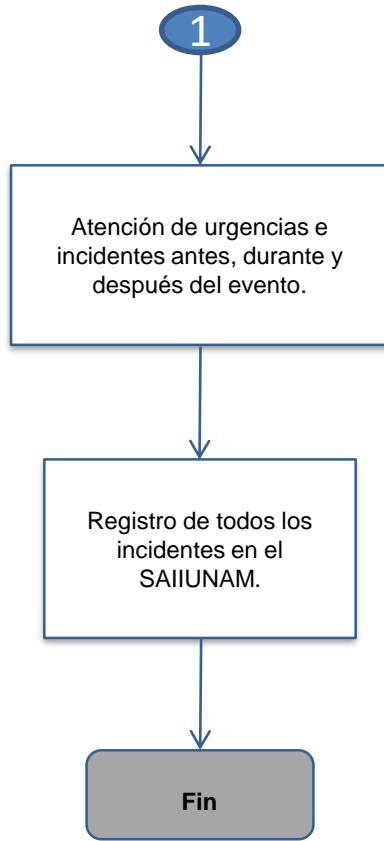 1
Atención de urgencias e
incidentes antes, durante y
después del evento.
Registro de todos los
incidentes en el
SAIIUNAM.
Fin